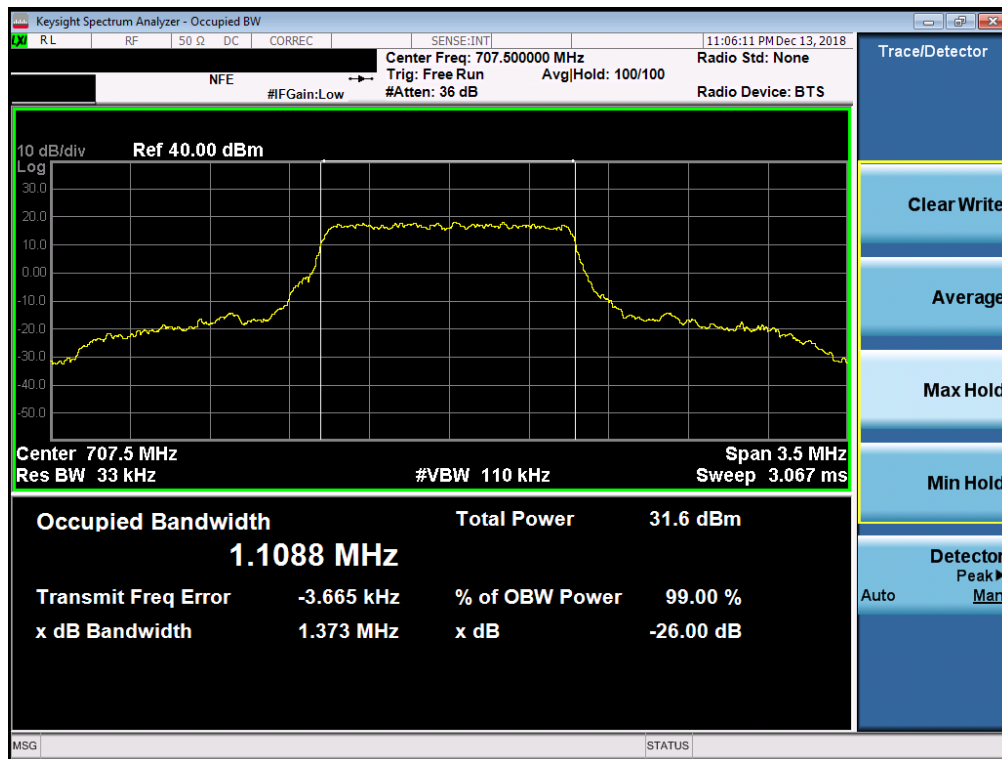 Keysight Spectrum Analyzer - Occupied BW
LXI RL RF 50 Ω DC CORREC SENSE:INT 11:06:11 PM Dec 13, 2018
Center Freq: 707.500000 MHz Radio Std: None
NFE Trig: Free Run Avg|Hold: 100/100
#IFGain:Low #Atten: 36 dB Radio Device: BTS
10 dB/div Ref 40.00 dBm
Log
30.0
20.0
10.0
0.00
-10.0
-20.0
-30.0
-40.0
-50.0
Center 707.5 MHz Span 3.5 MHz
Res BW 33 kHz #VBW 110 kHz Sweep 3.067 ms
Occupied Bandwidth Total Power 31.6 dBm
1.1088 MHz
Transmit Freq Error -3.665 kHz % of OBW Power 99.00 %
x dB Bandwidth 1.373 MHz x dB -26.00 dB
MSG STATUS
Trace/Detector
Clear Write
Average
Max Hold
Min Hold
Detector
Peak▶
Auto Man